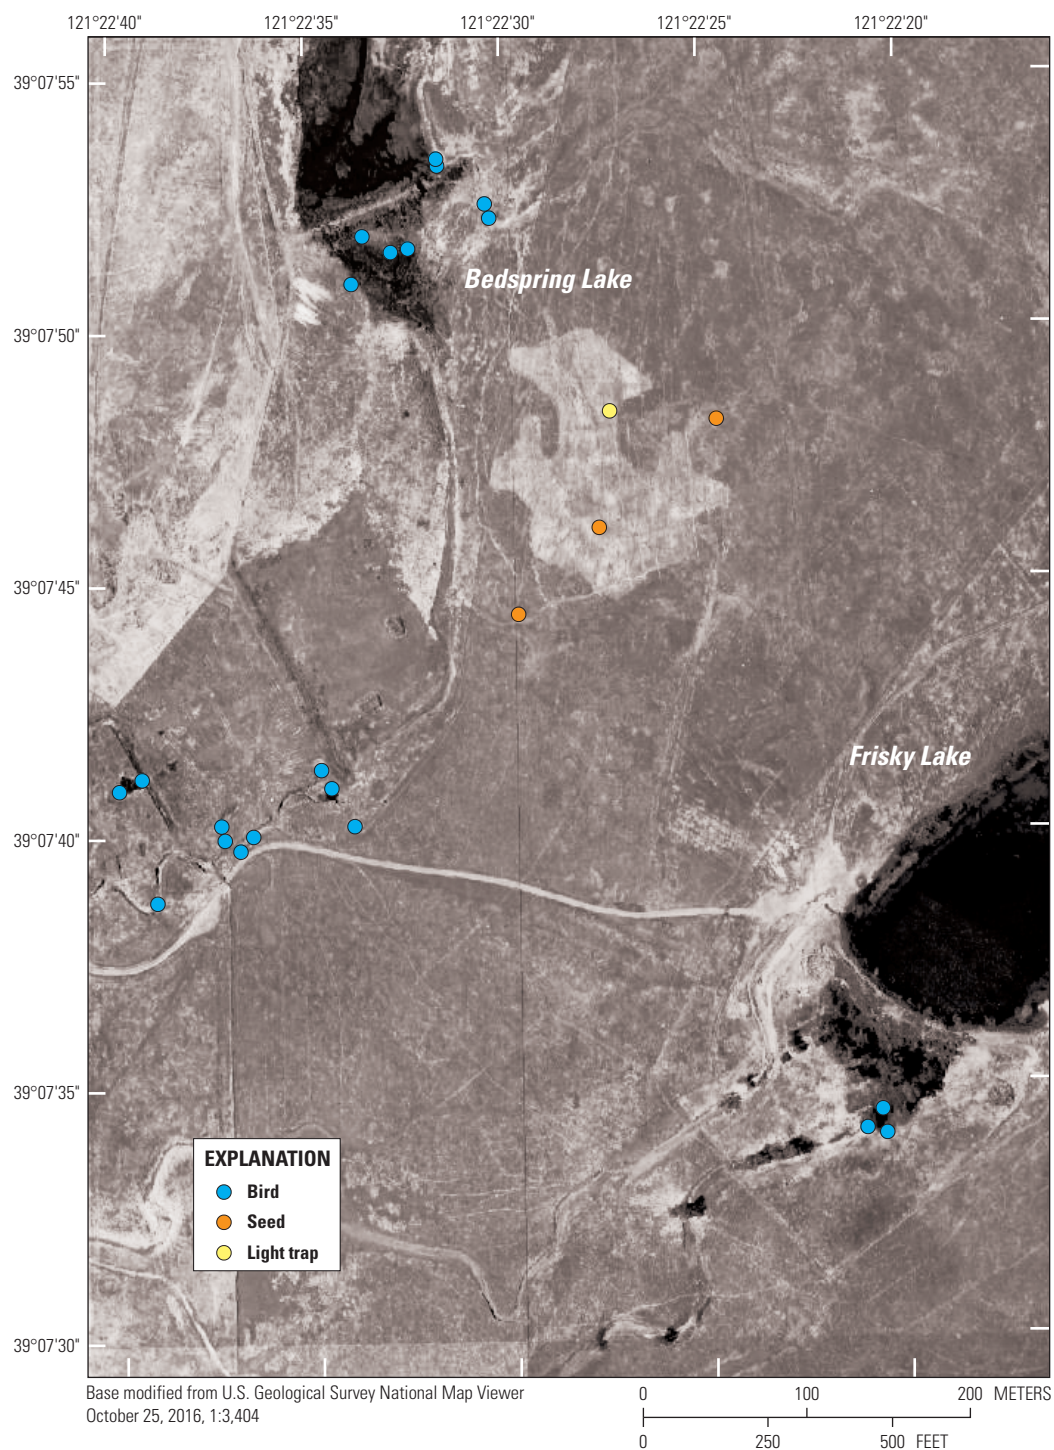 121°22'40" 121°22'35" 121°22'30" 121°22'25" 121°22'20"
39°07'55"
Bedspring Lake
39°07'50"
39°07'45"
Frisky Lake
39°07'40"
39°07'35"
EXPLANATION
Bird
Seed
Light trap
39°07'30"
Base modified from U.S. Geological Survey National Map Viewer
October 25, 2016, 1:3,404
0 100 200 METERS
0 250 500 FEET